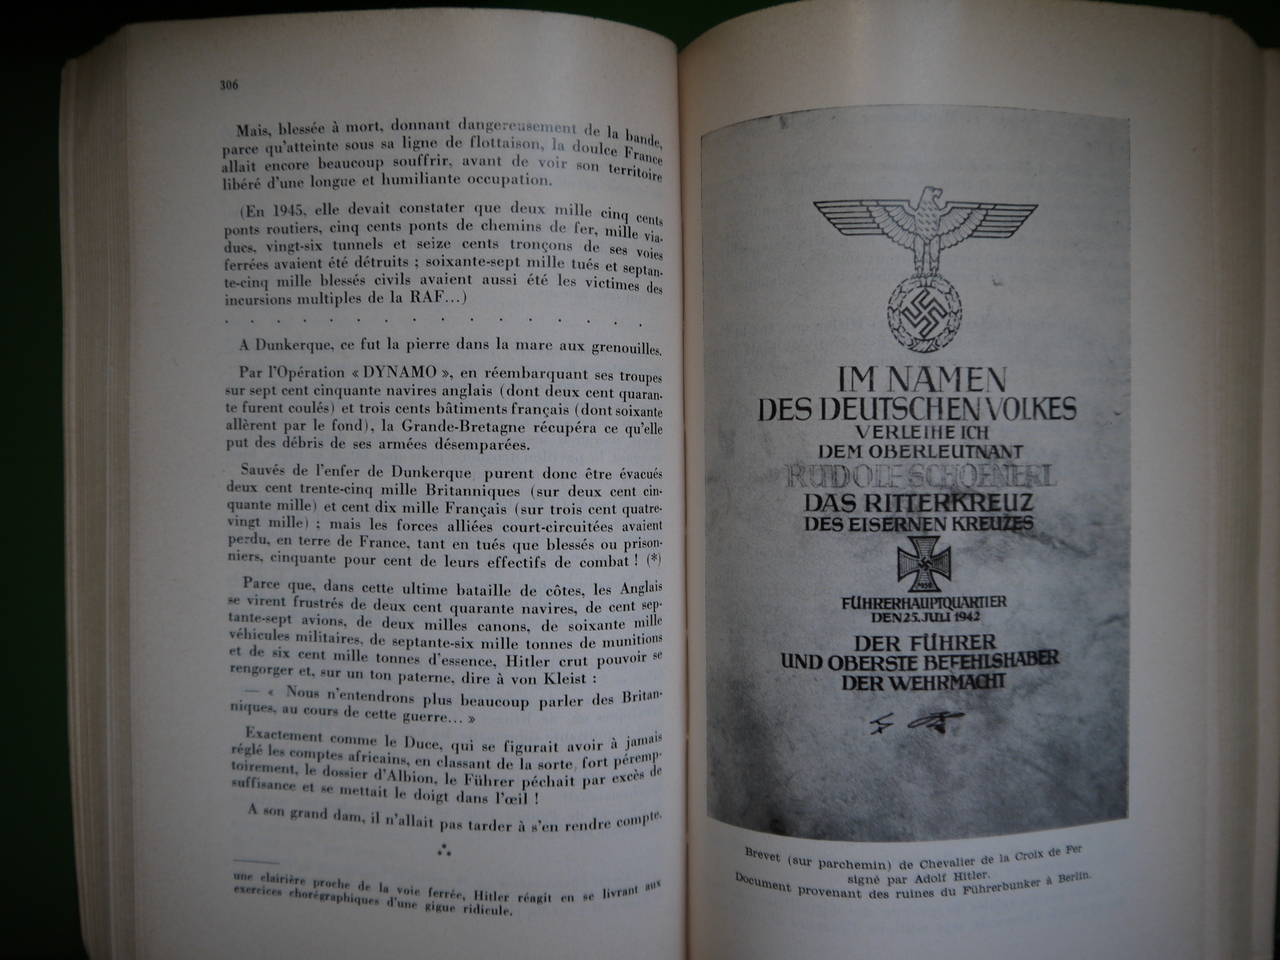 306
Mais, blessée à mort, donnant dangereusement de la bande,
parce qu'atteinte sous sa ligne de flottaison, la doulce France
allait encore beaucoup souffrir, avant de voir son territoire
libéré d'une longue et humiliante occupation.
(En 1945, elle devait constater que deux mille cinq cents
ponts routiers, cinq cents ponts de chemins de fer, mille via-
ducs, vingt-six tunnels et seize cents tronçons de ses voies
ferrées avaient été détruits ; soixante-sept mille tués et septan-
te-cinq mille blessés civils avaient aussi été les victimes des
incursions multiples de la RAF...)
. . . . . . . . . . . . . . .
A Dunkerque, ce fut la pierre dans la mare aux grenouilles.
Par l'Opération « DYNAMO », en réembarquant ses troupes
sur sept cent cinquante navires anglais (dont deux cent quaran-
te furent coulés) et trois cents bâtiments français (dont soixante
allèrent par le fond), la Grande-Bretagne récupéra ce qu'elle
put des débris de ses armées désemparées.
Sauvés de l'enfer de Dunkerque purent donc être évacués
deux cent trente-cinq mille Britanniques (sur deux cent cin-
quante mille) et cent dix mille Français (sur trois cent quatre-
vingt mille) ; mais les forces alliées court-circuitées avaient
perdu, en terre de France, tant en tués que blessés ou prison-
niers, cinquante pour cent de leurs effectifs de combat ! (*)
Parce que, dans cette ultime bataille de côtes, les Anglais
se virent frustrés de deux cent quarante navires, de cent sep-
tante-sept avions, de deux milles canons, de soixante mille
véhicules militaires, de septante-six mille tonnes de munitions
et de six cent mille tonnes d'essence, Hitler crut pouvoir se
rengorger et, sur un ton paterne, dire à von Kleist :
— « Nous n'entendrons plus beaucoup parler des Britan-
niques, au cours de cette guerre... »
Exactement comme le Duce, qui se figurait avoir à jamais
réglé les comptes africains, en classant de la sorte fort péremp-
toirement, le dossier d'Albion, le Führer péchait par excès de
suffisance et se mettait le doigt dans l'œil !
A son grand dam, il n'allait pas tarder à s'en rendre compte.
une clairière proche de la voie ferrée, Hitler réagit en se livrant aux
exercices chorégraphiques d'une gigue ridicule.
IM NAMEN
DES DEUTSCHEN VOLKES
VERLEIHE ICH
DEM OBERLEUTNANT
RUDOLF SCHOENERL
DAS RITTERKREUZ
DES EISERNEN KREUZES
1939
FÜHRERHAUPTQUARTIER
DEN 25. JULI 1942
DER FÜHRER
UND OBERSTE BEFEHLSHABER
DER WEHRMACHT
Brevet (sur parchemin) de Chevalier de la Croix de Fer
signé par Adolf Hitler.
Document provenant des ruines du Führerbunker à Berlin.